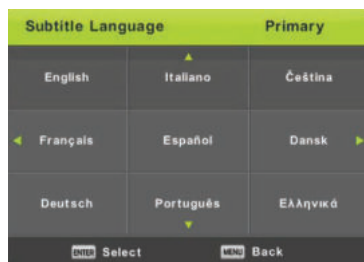 Subtitle Language Primary
English Italiano Čeština
Français Español Dansk
Deutsch Português Ελληνικά
ENTER Select MENU Back